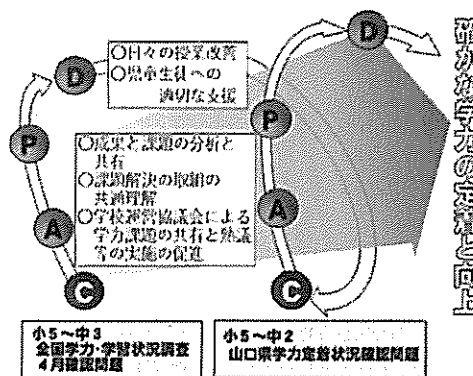 D
○日々の授業改善
○児童生徒への
適切な支援
P
○成果と課題の分析と
共有
○課題解決の取組の
共通理解
○学校運営協議会による
学力課題の共有と熟議
等の実施の促進
A
C
D
P
A
C
確かな学力の定着と向上
小5~中3
全国学力・学習状況調査
4月確認問題
小5~中2
山口県学力定着状況確認問題